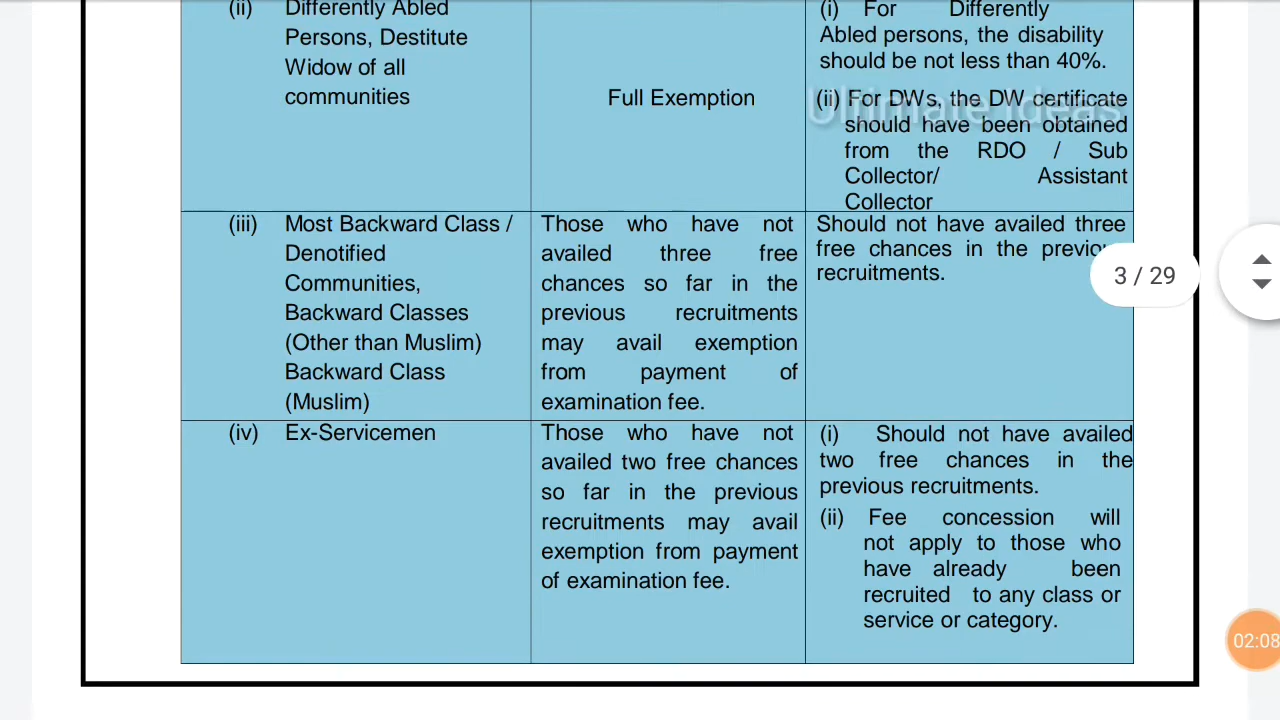 (ii) Differently Abled
Persons, Destitute
Widow of all
communities
Full Exemption
(i) For Differently
Abled persons, the disability
should be not less than 40%.
(ii) For DWs, the DW certificate
should have been obtained
from the RDO / Sub
Collector/ Assistant
Collector
Ultimate Ideas
(iii) Most Backward Class /
Denotified
Communities,
Backward Classes
(Other than Muslim)
Backward Class
(Muslim)
Those who have not
availed three free
chances so far in the
previous recruitments
may avail exemption
from payment of
examination fee.
Should not have availed three
free chances in the
recruitments.
3 / 29
(iv) Ex-Servicemen
Those who have not
availed two free chances
so far in the previous
recruitments may avail
exemption from payment
of examination fee.
(i) Should not have availed
two free chances in the
previous recruitments.
(ii) Fee concession will
not apply to those who
have already been
recruited to any class or
service or category.
02:08